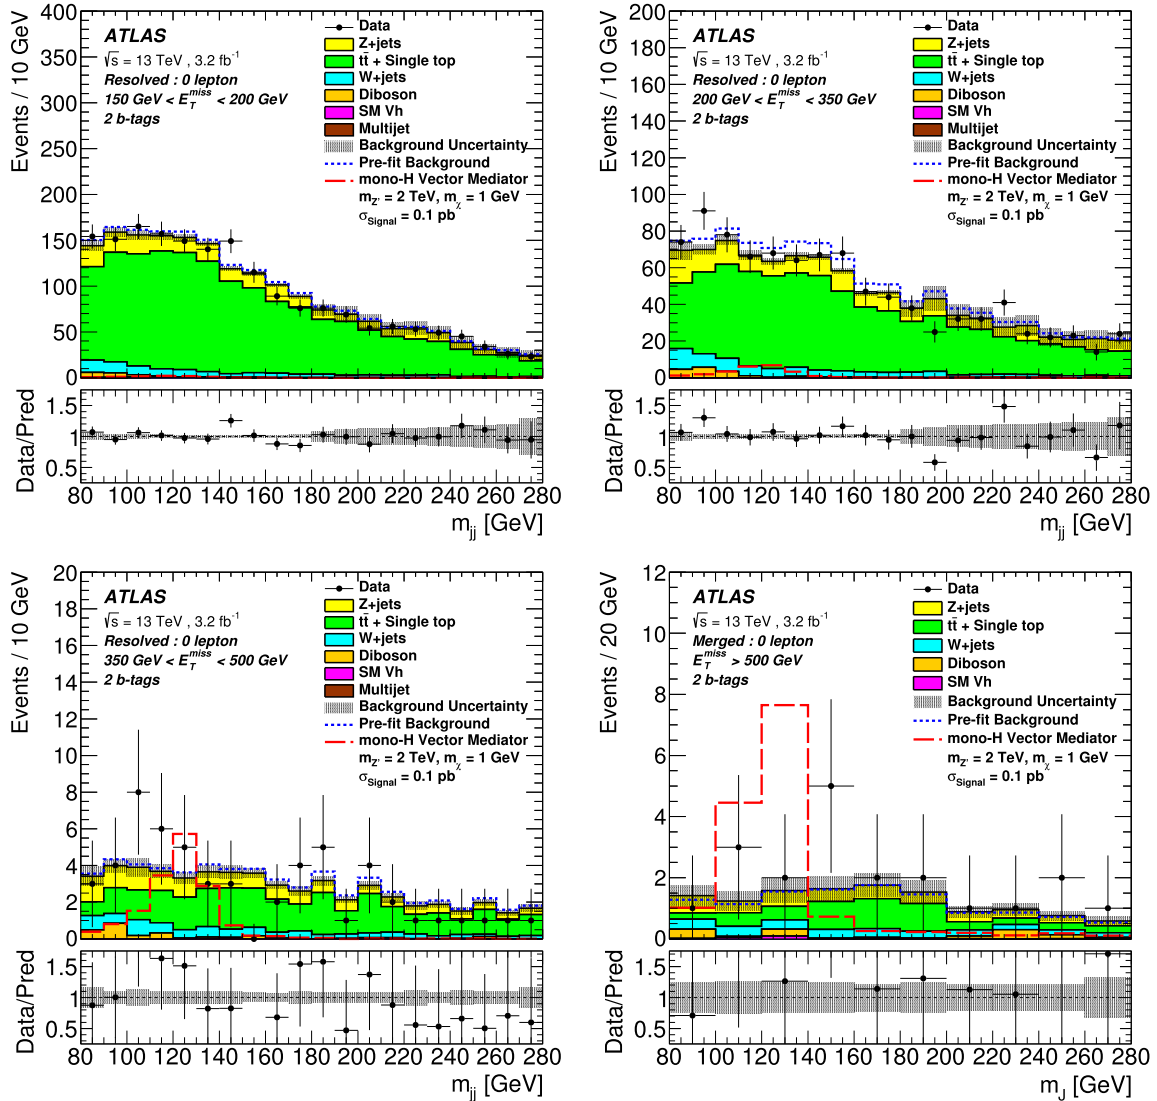 Events / 10 GeV
400
350
300
250
200
150
100
50
0
ATLAS
√s = 13 TeV , 3.2 fb⁻¹
Resolved : 0 lepton
150 GeV < E_T^miss < 200 GeV
2 b-tags
Data
Z+jets
tt̄ + Single top
W+jets
Diboson
SM Vh
Multijet
Background Uncertainty
Pre-fit Background
mono-H Vector Mediator
m_Z' = 2 TeV, m_χ = 1 GeV
σ_Signal = 0.1 pb
Data/Pred
1.5
1
0.5
80 100 120 140 160 180 200 220 240 260 280
m_jj [GeV]
Events / 10 GeV
200
180
160
140
120
100
80
60
40
20
0
ATLAS
√s = 13 TeV , 3.2 fb⁻¹
Resolved : 0 lepton
200 GeV < E_T^miss < 350 GeV
2 b-tags
Data
Z+jets
tt̄ + Single top
W+jets
Diboson
SM Vh
Multijet
Background Uncertainty
Pre-fit Background
mono-H Vector Mediator
m_Z' = 2 TeV, m_χ = 1 GeV
σ_Signal = 0.1 pb
Data/Pred
1.5
1
0.5
80 100 120 140 160 180 200 220 240 260 280
m_jj [GeV]
Events / 10 GeV
20
18
16
14
12
10
8
6
4
2
0
ATLAS
√s = 13 TeV , 3.2 fb⁻¹
Resolved : 0 lepton
350 GeV < E_T^miss < 500 GeV
2 b-tags
Data
Z+jets
tt̄ + Single top
W+jets
Diboson
SM Vh
Multijet
Background Uncertainty
Pre-fit Background
mono-H Vector Mediator
m_Z' = 2 TeV, m_χ = 1 GeV
σ_Signal = 0.1 pb
Data/Pred
1.5
1
0.5
80 100 120 140 160 180 200 220 240 260 280
m_jj [GeV]
Events / 20 GeV
12
10
8
6
4
2
0
ATLAS
√s = 13 TeV , 3.2 fb⁻¹
Merged : 0 lepton
E_T^miss > 500 GeV
2 b-tags
Data
Z+jets
tt̄ + Single top
W+jets
Diboson
SM Vh
Background Uncertainty
Pre-fit Background
mono-H Vector Mediator
m_Z' = 2 TeV, m_χ = 1 GeV
σ_Signal = 0.1 pb
Data/Pred
1.5
1
0.5
80 100 120 140 160 180 200 220 240 260 280
m_J [GeV]